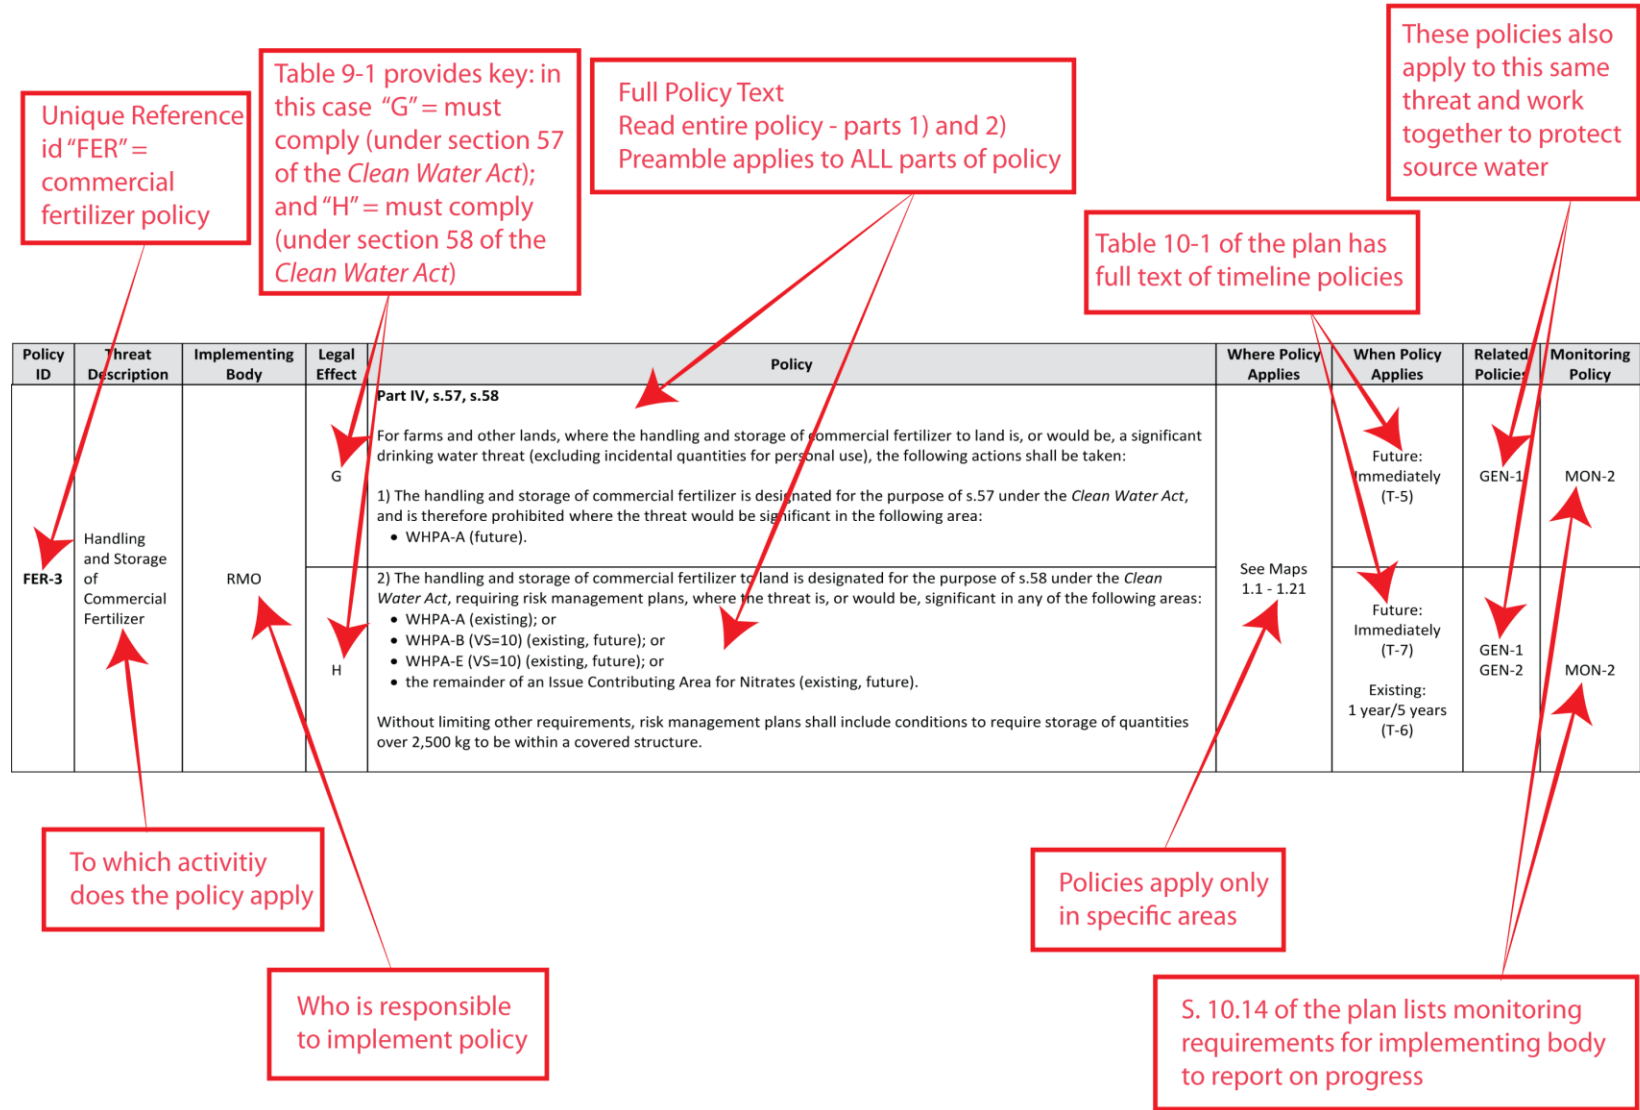 These policies also
apply to this same
threat and work
together to protect
source water
Table 9-1 provides key: in
this case “G” = must
comply (under section 57
of the Clean Water Act);
and “H” = must comply
(under section 58 of the
Clean Water Act)
Full Policy Text
Read entire policy - parts 1) and 2)
Preamble applies to ALL parts of policy
Unique Reference
id “FER” =
commercial
fertilizer policy
Table 10-1 of the plan has
full text of timeline policies
Policy ID
Threat Description
Implementing Body
Legal Effect
Policy
Where Policy Applies
When Policy Applies
Related Policies
Monitoring Policy
FER-3
Handling
and Storage
of
Commercial
Fertilizer
RMO
G
Part IV, s.57, s.58
For farms and other lands, where the handling and storage of commercial fertilizer to land is, or would be, a significant
drinking water threat (excluding incidental quantities for personal use), the following actions shall be taken:
1) The handling and storage of commercial fertilizer is designated for the purpose of s.57 under the Clean Water Act,
and is therefore prohibited where the threat would be significant in the following area:
• WHPA-A (future).
See Maps
1.1 - 1.21
Future:
Immediately
(T-5)
GEN-1
MON-2
H
2) The handling and storage of commercial fertilizer to land is designated for the purpose of s.58 under the Clean
Water Act, requiring risk management plans, where the threat is, or would be, significant in any of the following areas:
• WHPA-A (existing); or
• WHPA-B (VS=10) (existing, future); or
• WHPA-E (VS=10) (existing, future); or
• the remainder of an Issue Contributing Area for Nitrates (existing, future).
Without limiting other requirements, risk management plans shall include conditions to require storage of quantities
over 2,500 kg to be within a covered structure.
Future:
Immediately
(T-7)
Existing:
1 year/5 years
(T-6)
GEN-1
GEN-2
MON-2
To which activitiy
does the policy apply
Policies apply only
in specific areas
Who is responsible
to implement policy
S. 10.14 of the plan lists monitoring
requirements for implementing body
to report on progress